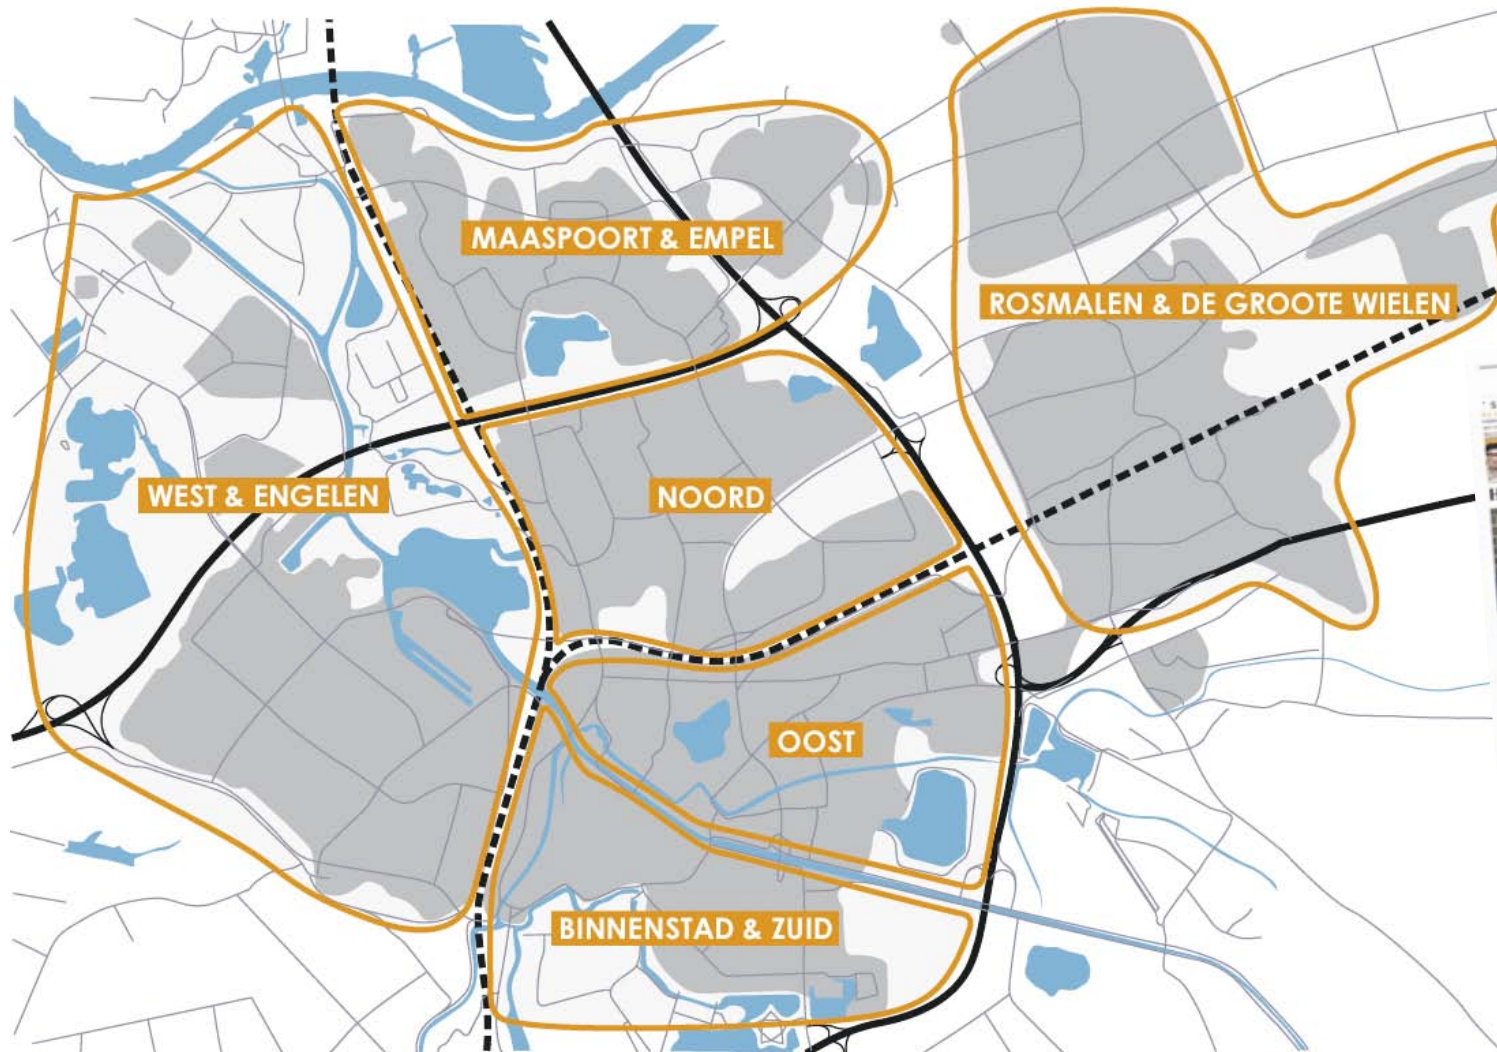 MAASPOORT & EMPEL
ROSMALEN & DE GROOTE WIELEN
WEST & ENGELEN
NOORD
OOST
BINNENSTAD & ZUID